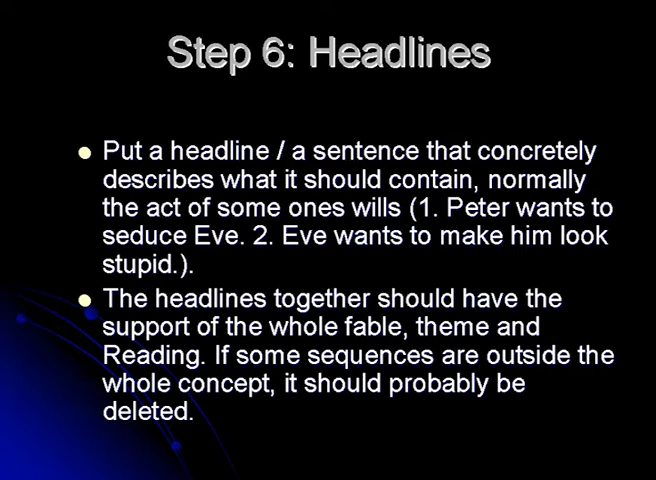 Step 6: Headlines
Put a headline / a sentence that concretely
describes what it should contain, normally
the act of some ones wills (1. Peter wants to
seduce Eve. 2. Eve wants to make him look
stupid.).
The headlines together should have the
support of the whole fable, theme and
Reading. If some sequences are outside the
whole concept, it should probably be
deleted.